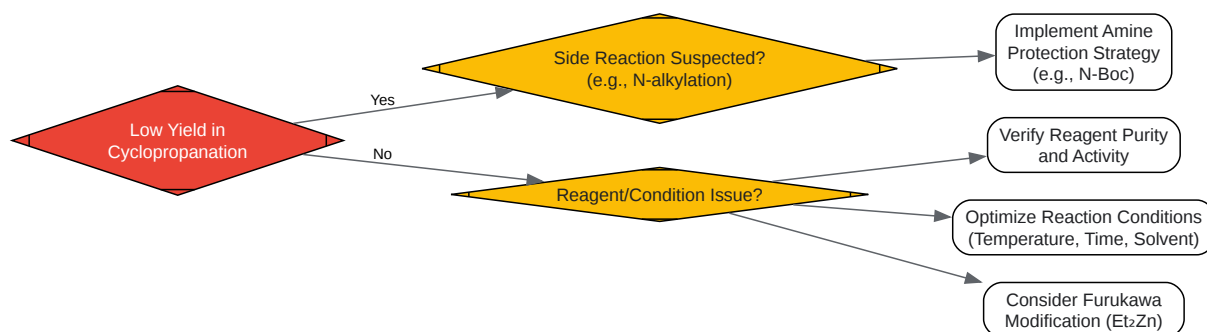 Low Yield in
Cyclopropanation
Yes
No
Side Reaction Suspected?
(e.g., N-alkylation)
Reagent/Condition Issue?
Implement Amine
Protection Strategy
(e.g., N-Boc)
Verify Reagent Purity
and Activity
Optimize Reaction Conditions
(Temperature, Time, Solvent)
Consider Furukawa
Modification (Et₂Zn)